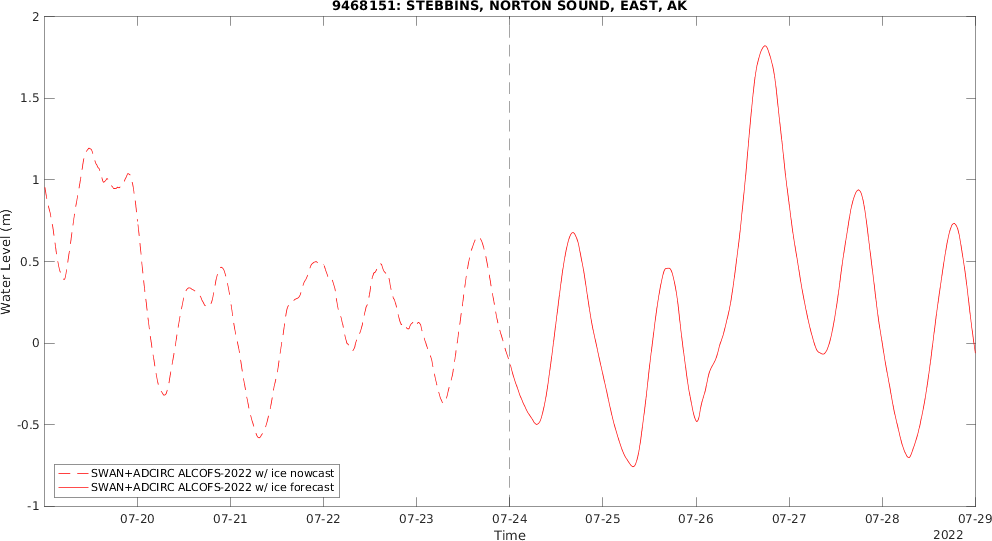 9468151: STEBBINS, NORTON SOUND, EAST, AK
Water Level (m)
2
1.5
1
0.5
0
-0.5
-1
SWAN+ADCIRC ALCOFS-2022 w/ ice nowcast
SWAN+ADCIRC ALCOFS-2022 w/ ice forecast
07-20 07-21 07-22 07-23 07-24 07-25 07-26 07-27 07-28 07-29
Time
2022